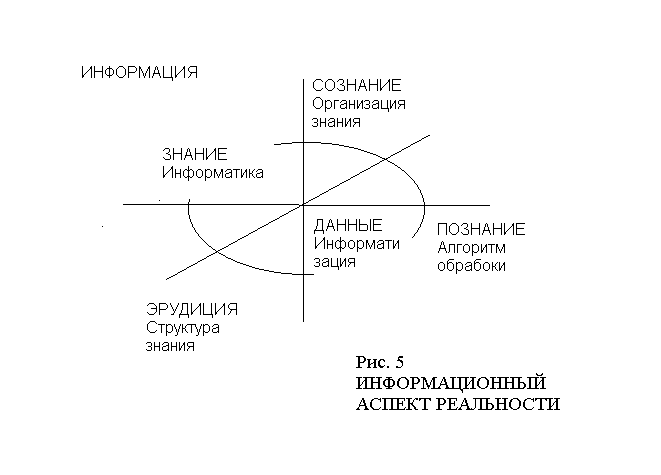 ИНФОРМАЦИЯ
СОЗНАНИЕ
Организация
знания
ЗНАНИЕ
Информатика
ДАННЫЕ
Информати
зация
ПОЗНАНИЕ
Алгоритм
обрабоки
ЭРУДИЦИЯ
Структура
знания
Рис. 5
ИНФОРМАЦИОННЫЙ
АСПЕКТ РЕАЛЬНОСТИ